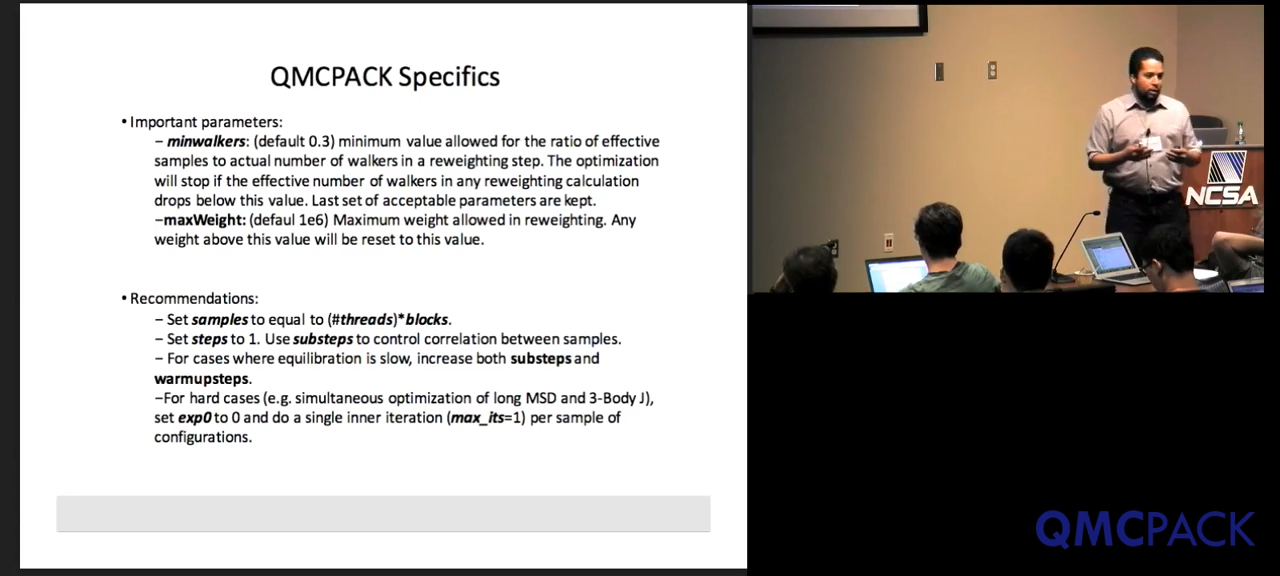 QMCPACK Specifics
• Important parameters:
– minwalkers: (default 0.3) minimum value allowed for the ratio of effective
samples to actual number of walkers in a reweighting step. The optimization
will stop if the effective number of walkers in any reweighting calculation
drops below this value. Last set of acceptable parameters are kept.
–maxWeight: (defaul 1e6) Maximum weight allowed in reweighting. Any
weight above this value will be reset to this value.
• Recommendations:
– Set samples to equal to (#threads)*blocks.
– Set steps to 1. Use substeps to control correlation between samples.
– For cases where equilibration is slow, increase both substeps and
warmupsteps.
–For hard cases (e.g. simultaneous optimization of long MSD and 3-Body J),
set exp0 to 0 and do a single inner iteration (max_its=1) per sample of
configurations.
NCSA
QMCPACK